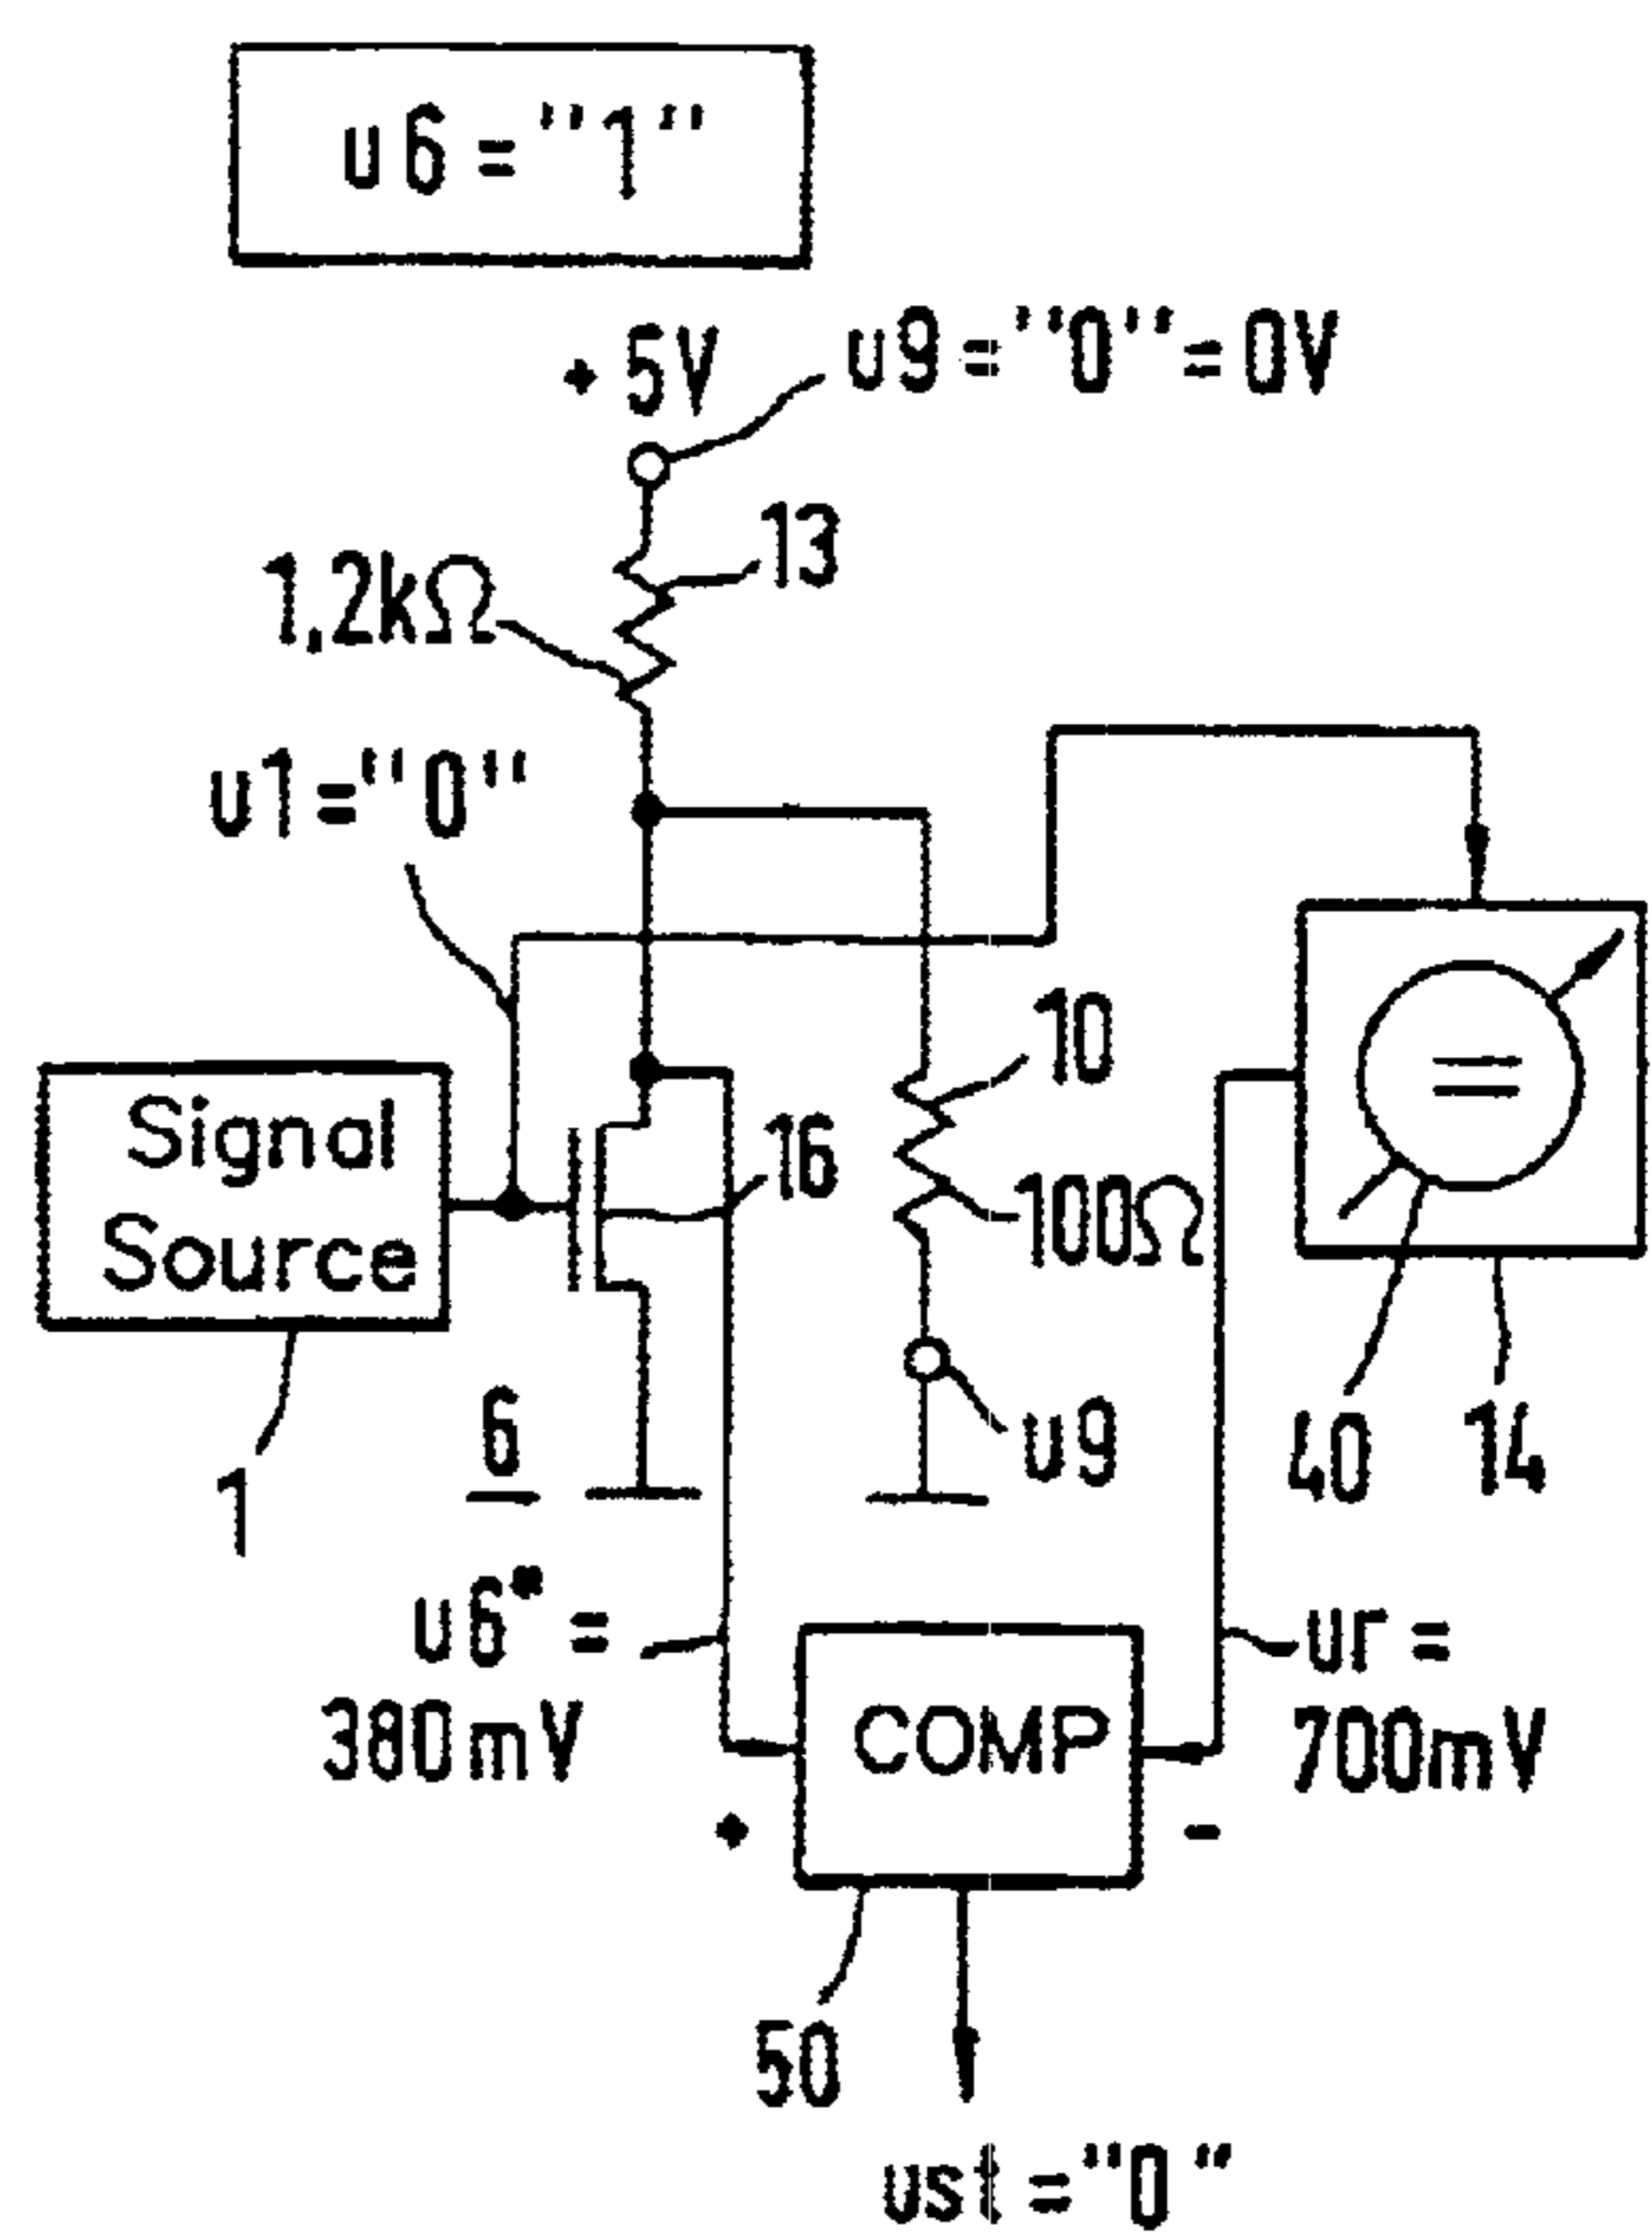 u6="1"
+5V
u9="0"=0V
13
1.2kΩ
u1="0"
10
Signal
Source
16
100Ω
1
6
u9
40
14
u6*=
380mV
COMP
ur=
700mV
+
-
50
ust="0"